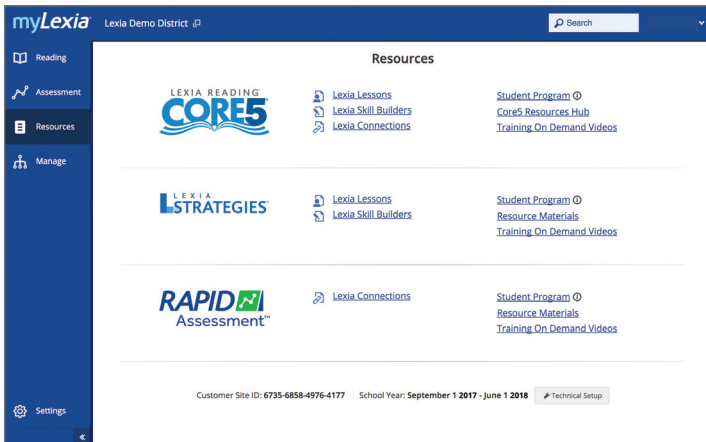 myLexia
Lexia Demo District
Search
Reading
Assessment
Resources
Manage
Settings
Resources
LEXIA READING
CORE5
Lexia Lessons
Lexia Skill Builders
Lexia Connections
Student Program
Core5 Resources Hub
Training On Demand Videos
LEXIA
STRATEGIES
Lexia Lessons
Lexia Skill Builders
Student Program
Resource Materials
Training On Demand Videos
RAPID
Assessment™
Lexia Connections
Student Program
Resource Materials
Training On Demand Videos
Customer Site ID: 6735-6858-4976-4177 School Year: September 1 2017 - June 1 2018 Technical Setup